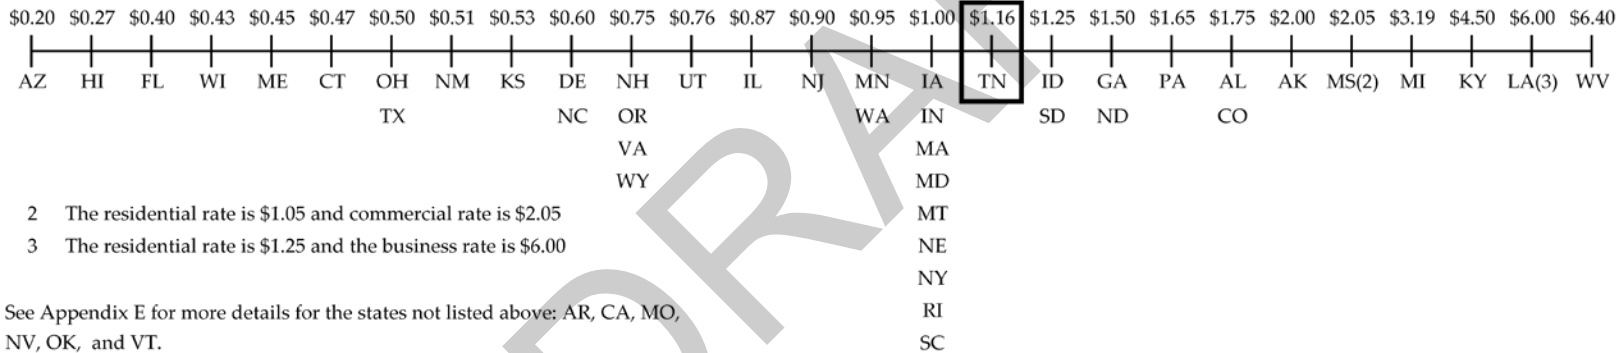 $0.20 $0.27 $0.40 $0.43 $0.45 $0.47 $0.50 $0.51 $0.53 $0.60 $0.75 $0.76 $0.87 $0.90 $0.95 $1.00 $1.16 $1.25 $1.50 $1.65 $1.75 $2.00 $2.05 $3.19 $4.50 $6.00 $6.40
AZ HI FL WI ME CT OH NM KS DE NH UT IL NJ MN IA TN ID GA PA AL AK MS(2) MI KY LA(3) WV
TX NC OR WA IN SD ND CO
VA MA
WY MD
2 The residential rate is $1.05 and commercial rate is $2.05 MT
3 The residential rate is $1.25 and the business rate is $6.00 NE
NY
See Appendix E for more details for the states not listed above: AR, CA, MO, RI
NV, OK, and VT. SC
DRA